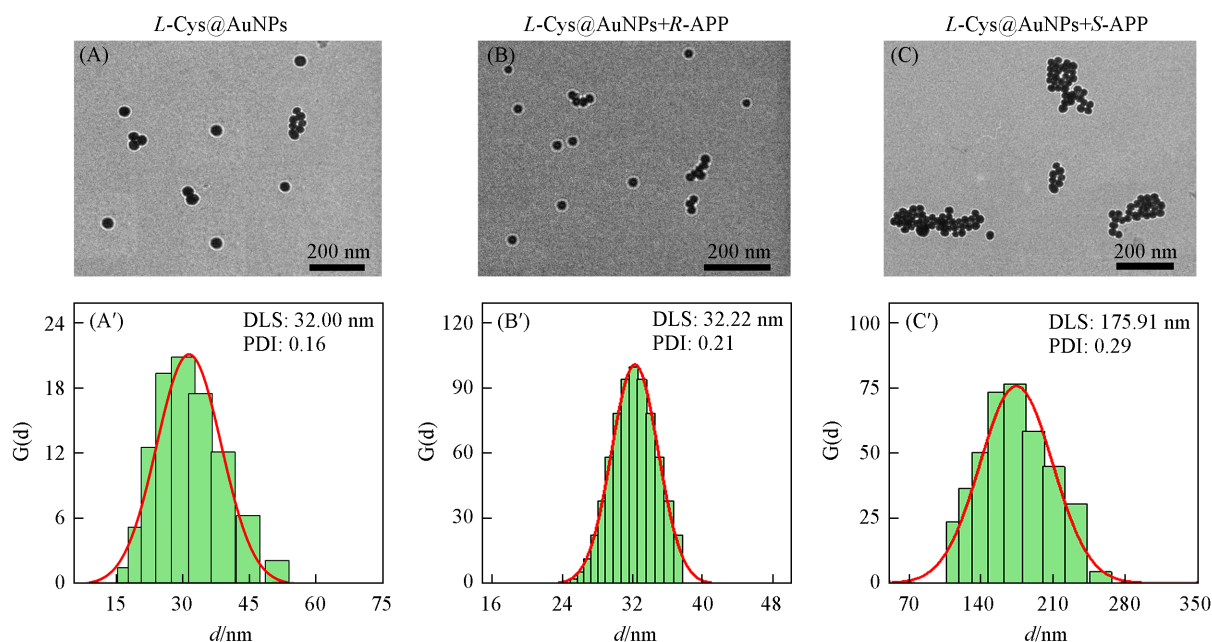 L-Cys@AuNPs
L-Cys@AuNPs+R-APP
L-Cys@AuNPs+S-APP
(A)
200 nm
(B)
200 nm
(C)
200 nm
(A′)
DLS: 32.00 nm
PDI: 0.16
G(d)
24
18
12
6
0
15 30 45 60 75
d/nm
(B′)
DLS: 32.22 nm
PDI: 0.21
G(d)
120
90
60
30
0
16 24 32 40 48
d/nm
(C′)
DLS: 175.91 nm
PDI: 0.29
G(d)
100
75
50
25
0
70 140 210 280 350
d/nm